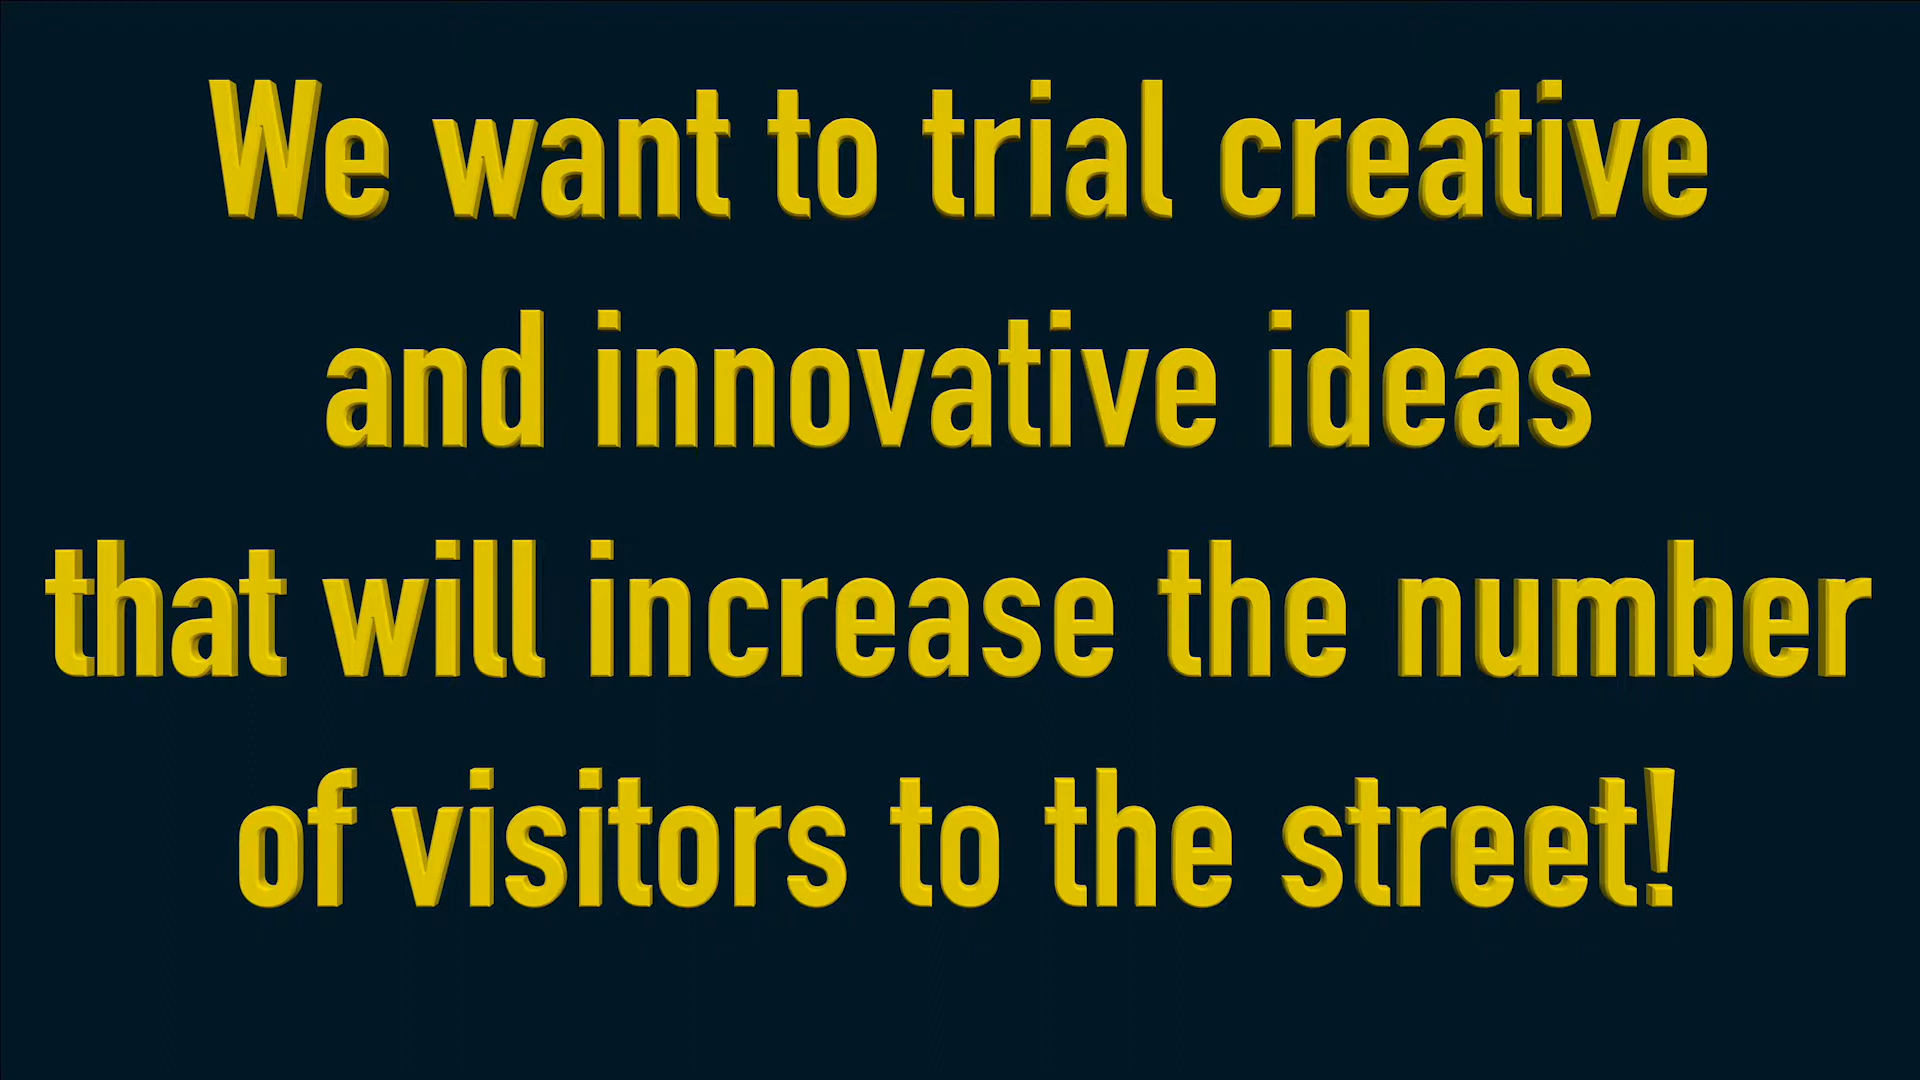 We want to trial creative
and innovative ideas
that will increase the number
of visitors to the street!